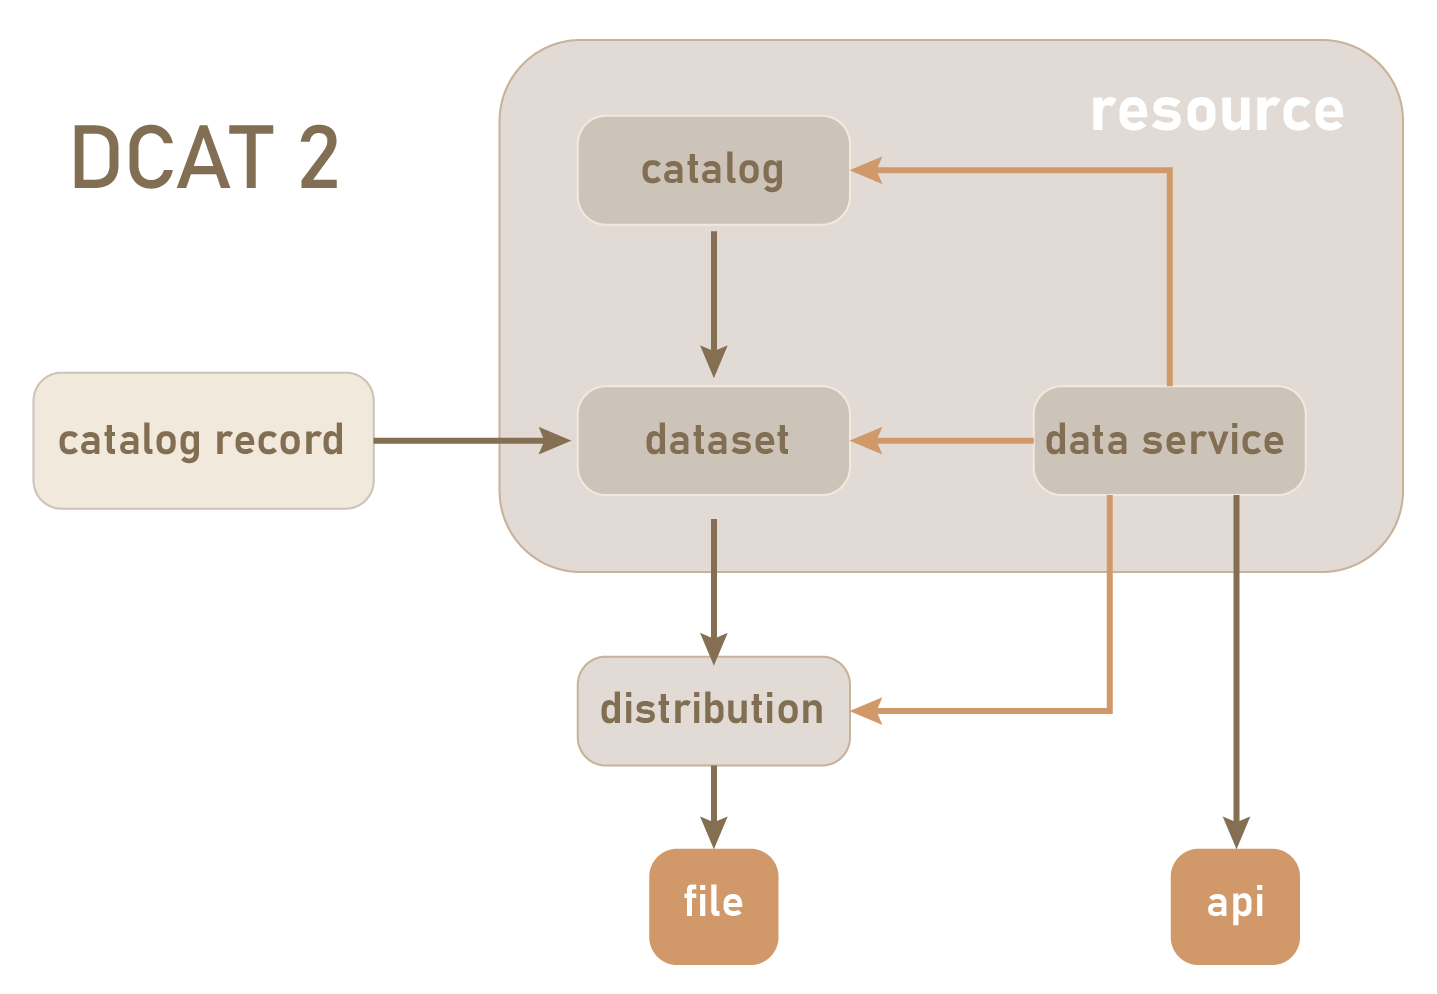 DCAT 2
resource
catalog
catalog record
dataset
data service
distribution
file
api